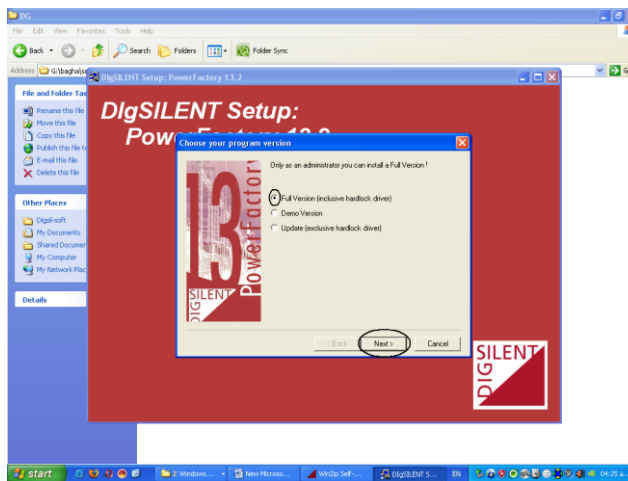 DG
File Edit View Favorites Tools Help
Back Search Folders Folder Sync
Address G:\bagha\
DIgSILENT Setup: PowerFactory 13.2
File and Folder Tas
Rename this file
Move this file
Copy this file
Publish this file to
E-mail this file
Delete this file
Other Places
Digsil-soft
My Documents
Shared Documen
My Computer
My Network Plac
Details
DIgSILENT Setup:
Choose your program version
Only as an administrator you can install a Full Version !
Full Version (inclusive hardlock driver)
Demo Version
Update (exclusive hardlock driver)
13
PowerFactory
DIG
SILENT
< Back Next > Cancel
DIG
SILENT
start 2 Windows... New Microso... WinZip Self-... DIgSILENT S... EN 04:25